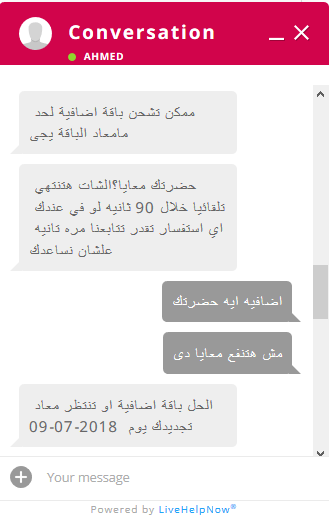 Conversation
AHMED
ممكن تشحن باقة اضافية لحد
مامعاد الباقة يجى
حضرتك معايا؟الشات هتنتهي
تلقائيا خلال 90 ثانيه لو في عندك
اي استفسار تقدر تتابعنا مره تانيه
علشان نساعدك
اضافيه ايه حضرتك
مش هتنفع معايا دى
الحل باقة اضافية او تنتظر معاد
تجديدك يوم 09-07-2018
Your message
Powered by LiveHelpNow®